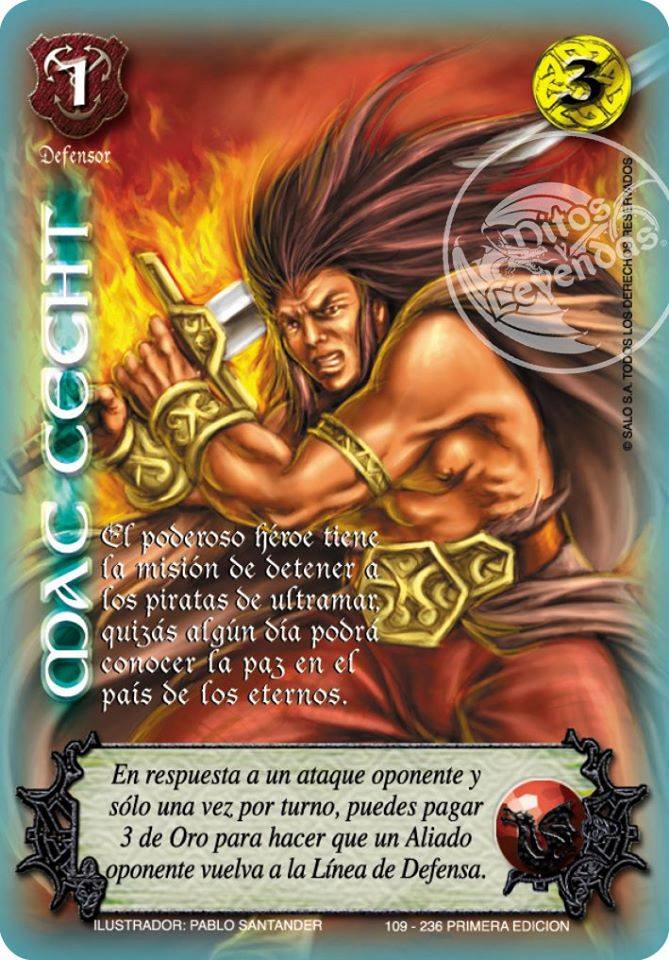 1
3
Defensor
Mitos
y Leyendas
© SALO S.A. TODOS LOS DERECHOS RESERVADOS
MAC CECHT
El poderoso héroe tiene
la misión de detener a
los piratas de ultramar,
quizás algún día podrá
conocer la paz en el
país de los eternos.
En respuesta a un ataque oponente y
sólo una vez por turno, puedes pagar
3 de Oro para hacer que un Aliado
oponente vuelva a la Línea de Defensa.
ILUSTRADOR: PABLO SANTANDER
109 - 236 PRIMERA EDICION